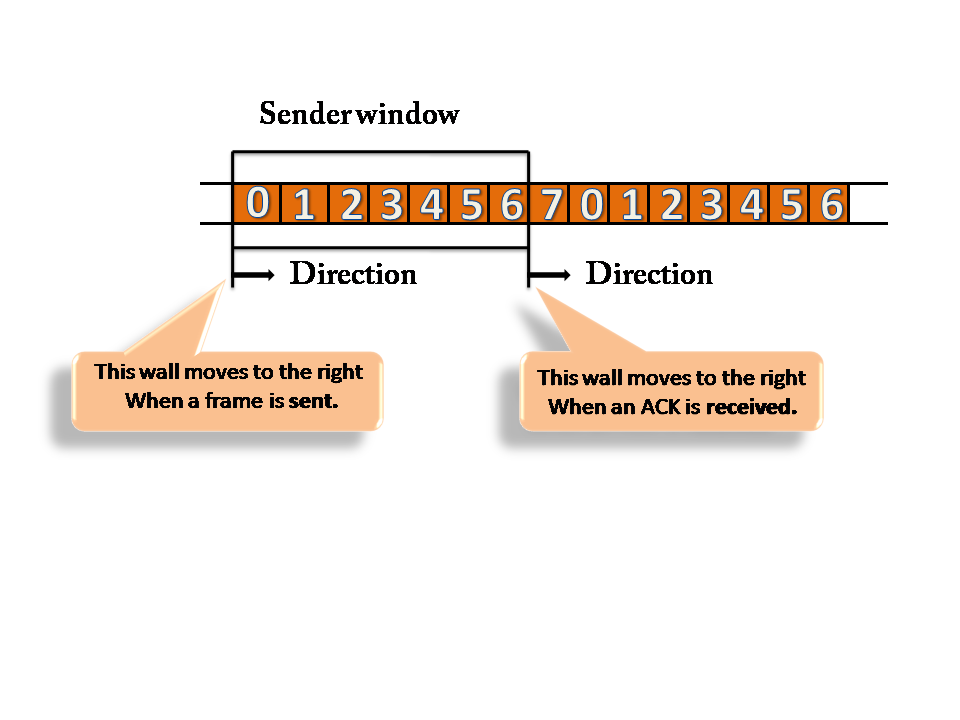 Sender window
0 1 2 3 4 5 6 7 0 1 2 3 4 5 6
Direction
Direction
This wall moves to the right
When a frame is sent.
This wall moves to the right
When an ACK is received.